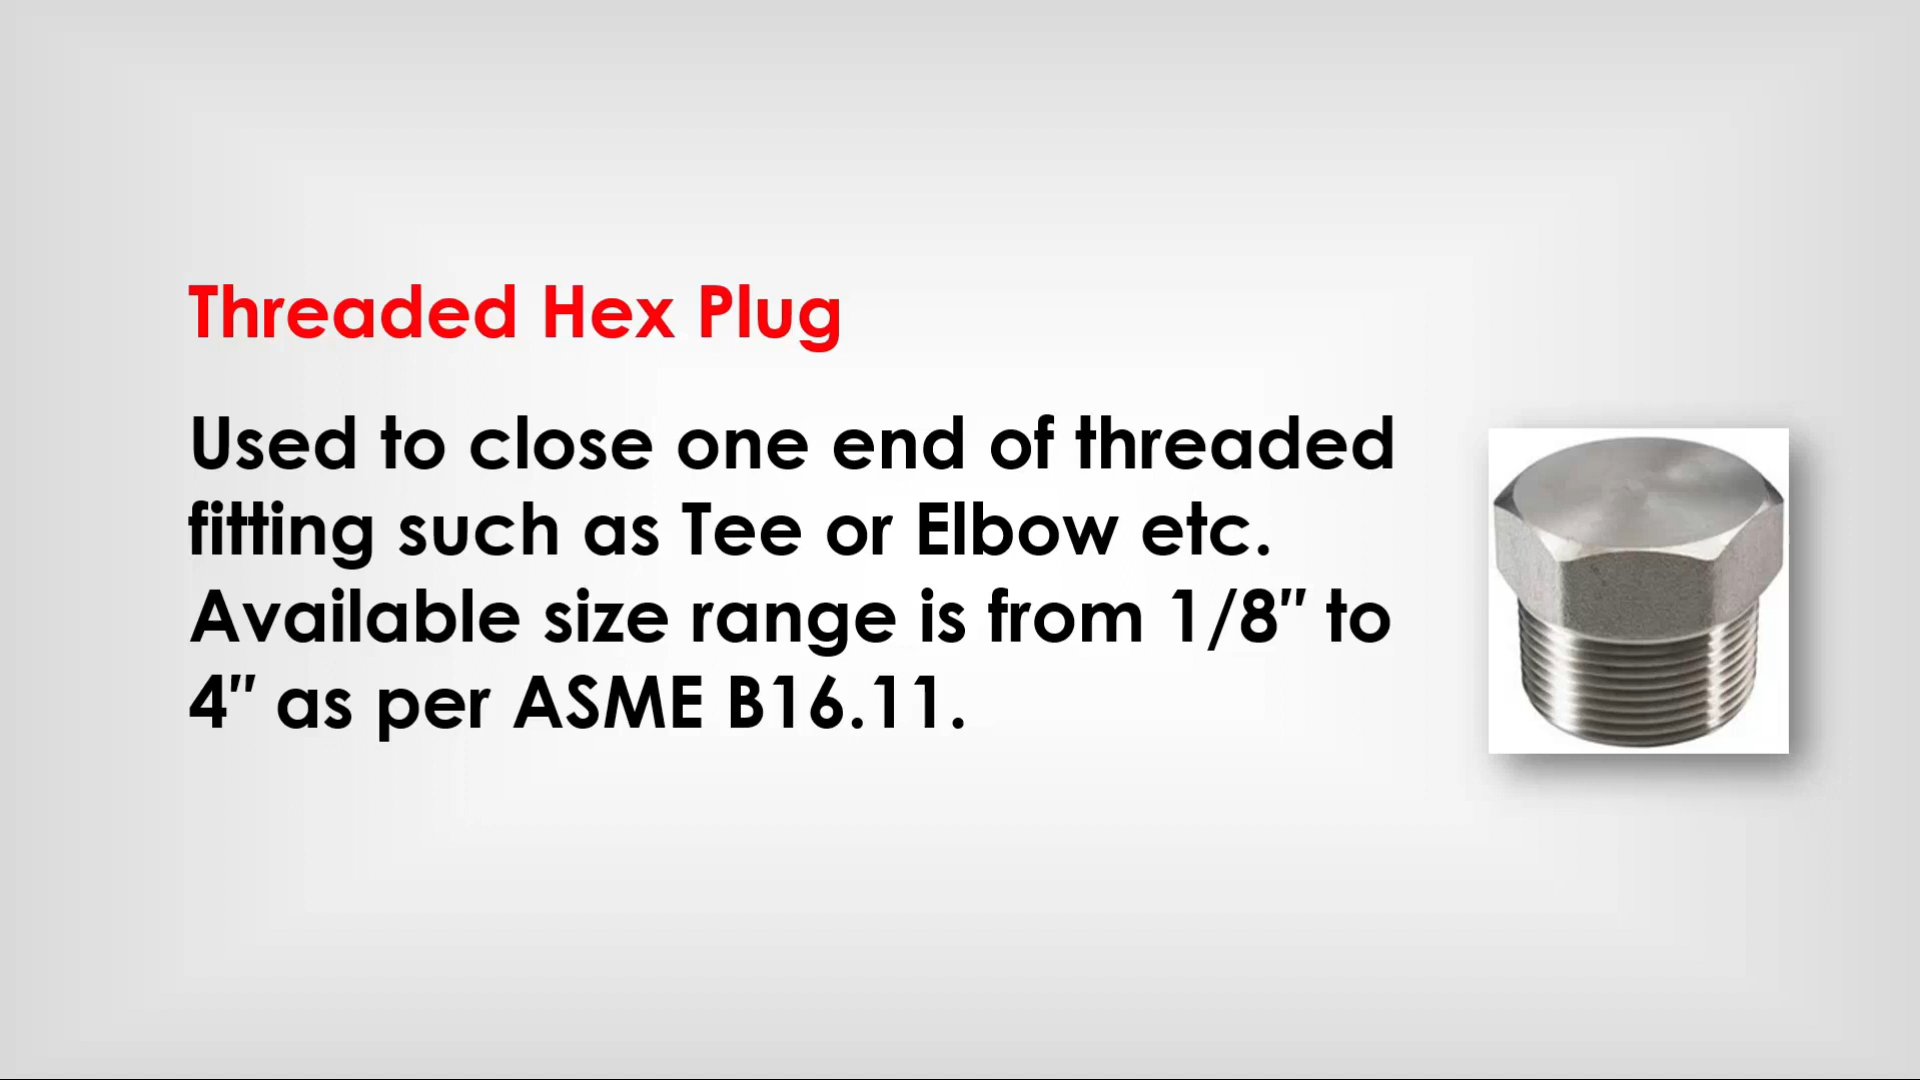 Threaded Hex Plug
Used to close one end of threaded
fitting such as Tee or Elbow etc.
Available size range is from 1/8″ to
4″ as per ASME B16.11.